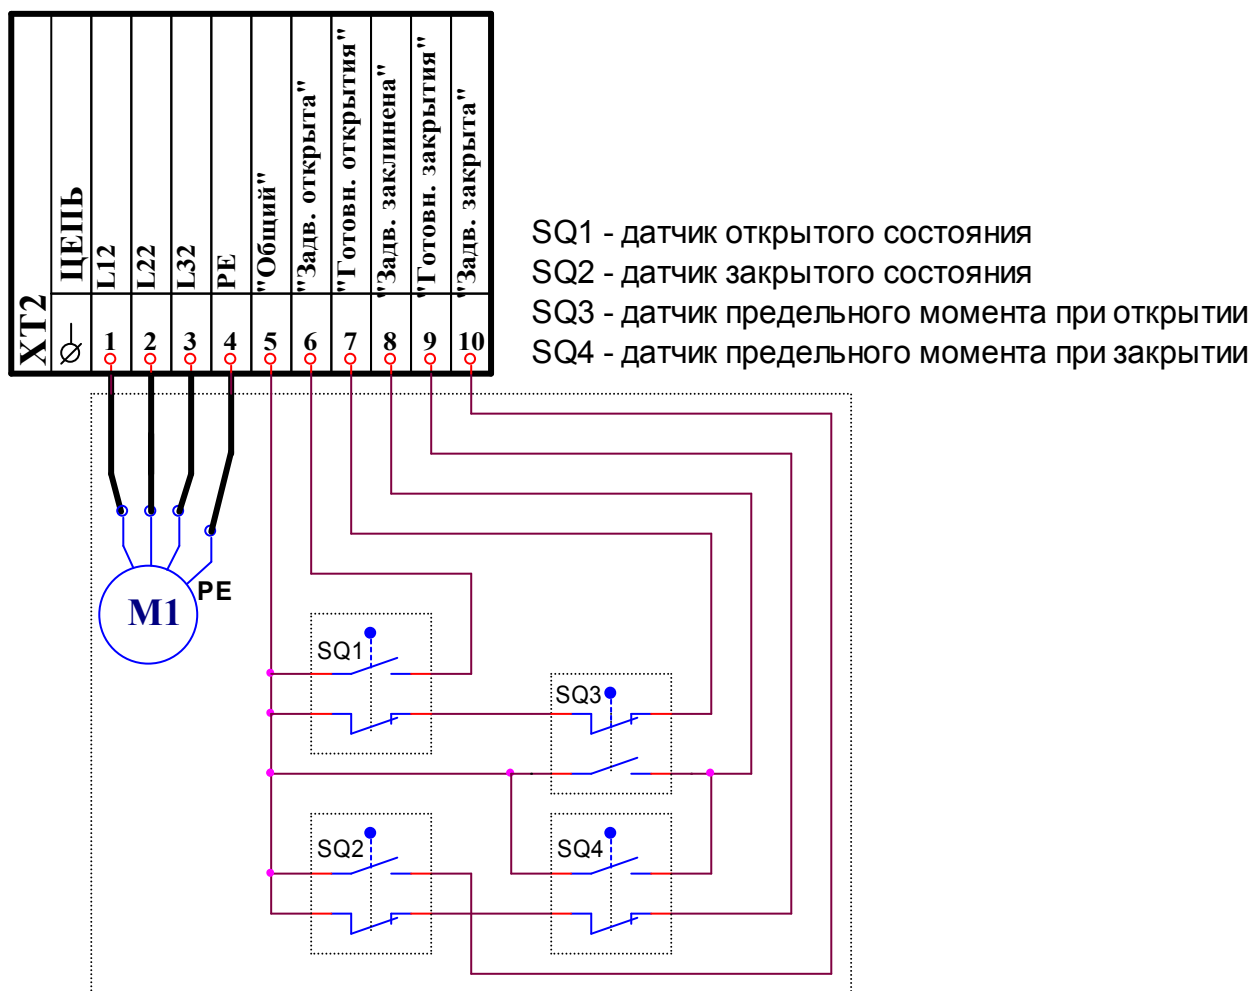 XT2
ЦЕПЬ
L12
L22
L32
PE
"Общий"
"Задв. открыта"
"Готовн. открытия"
"Задв. заклинена"
"Готовн. закрытия"
"Задв. закрыта"
1 2 3 4 5 6 7 8 9 10
SQ1 - датчик открытого состояния
SQ2 - датчик закрытого состояния
SQ3 - датчик предельного момента при открытии
SQ4 - датчик предельного момента при закрытии
PE
M1
SQ1
SQ3
SQ2
SQ4